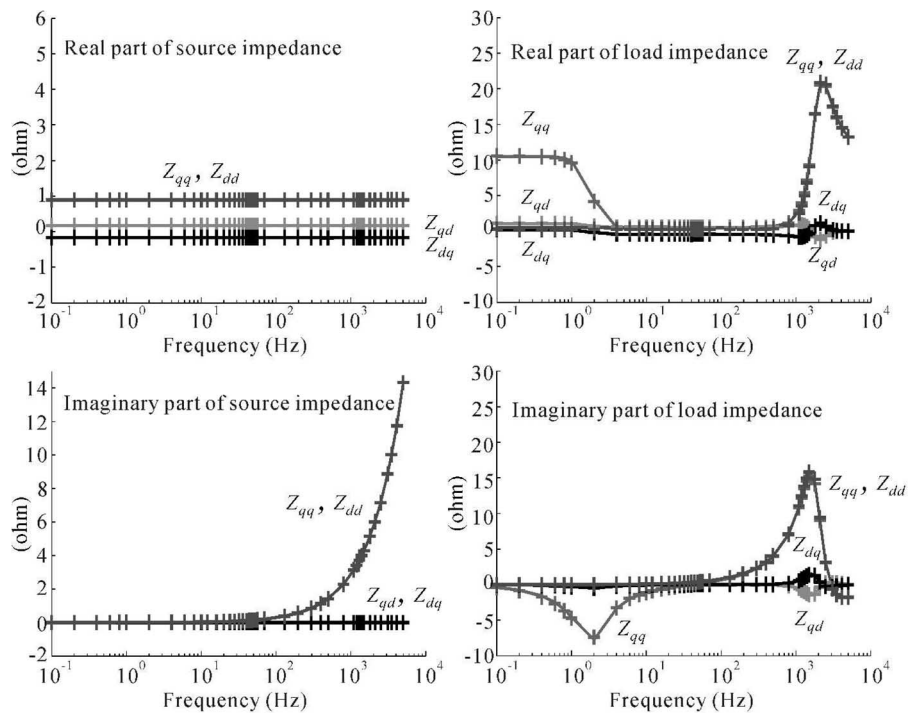 6
5
4
3
2
1
0
-1
-2
(ohm)
Real part of source impedance
Z_qq, Z_dd
Z_qd
Z_dq
10^-1 10^0 10^1 10^2 10^3 10^4
Frequency (Hz)
30
25
20
15
10
5
0
-5
-10
(ohm)
Real part of load impedance
Z_qq, Z_dd
Z_qq
Z_qd
Z_dq
Z_dq
Z_qd
10^-1 10^0 10^1 10^2 10^3 10^4
Frequency (Hz)
14
12
10
8
6
4
2
0
-2
(ohm)
Imaginary part of source impedance
Z_qq, Z_dd
Z_qd, Z_dq
10^-1 10^0 10^1 10^2 10^3 10^4
Frequency (Hz)
30
25
20
15
10
5
0
-5
-10
(ohm)
Imaginary part of load impedance
Z_qq, Z_dd
Z_dq
Z_qq
Z_qd
10^-1 10^0 10^1 10^2 10^3 10^4
Frequency (Hz)